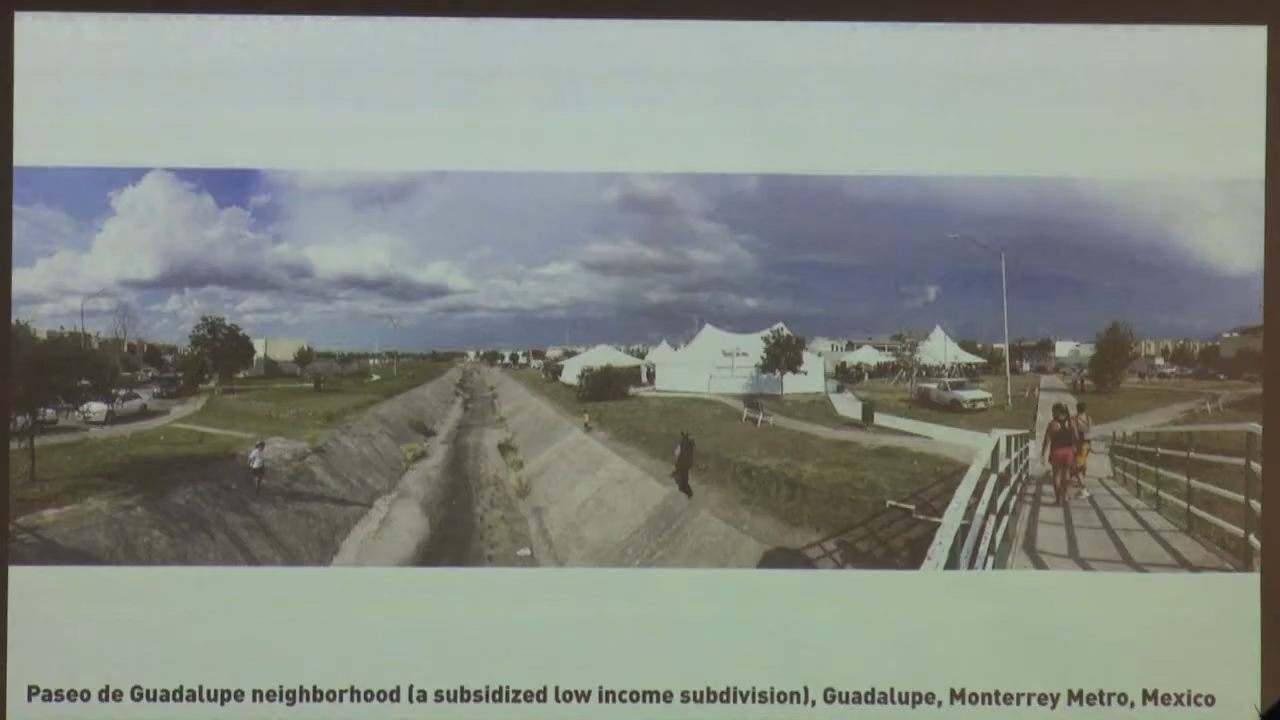 Paseo de Guadalupe neighborhood (a subsidized low income subdivision), Guadalupe, Monterrey Metro, Mexico